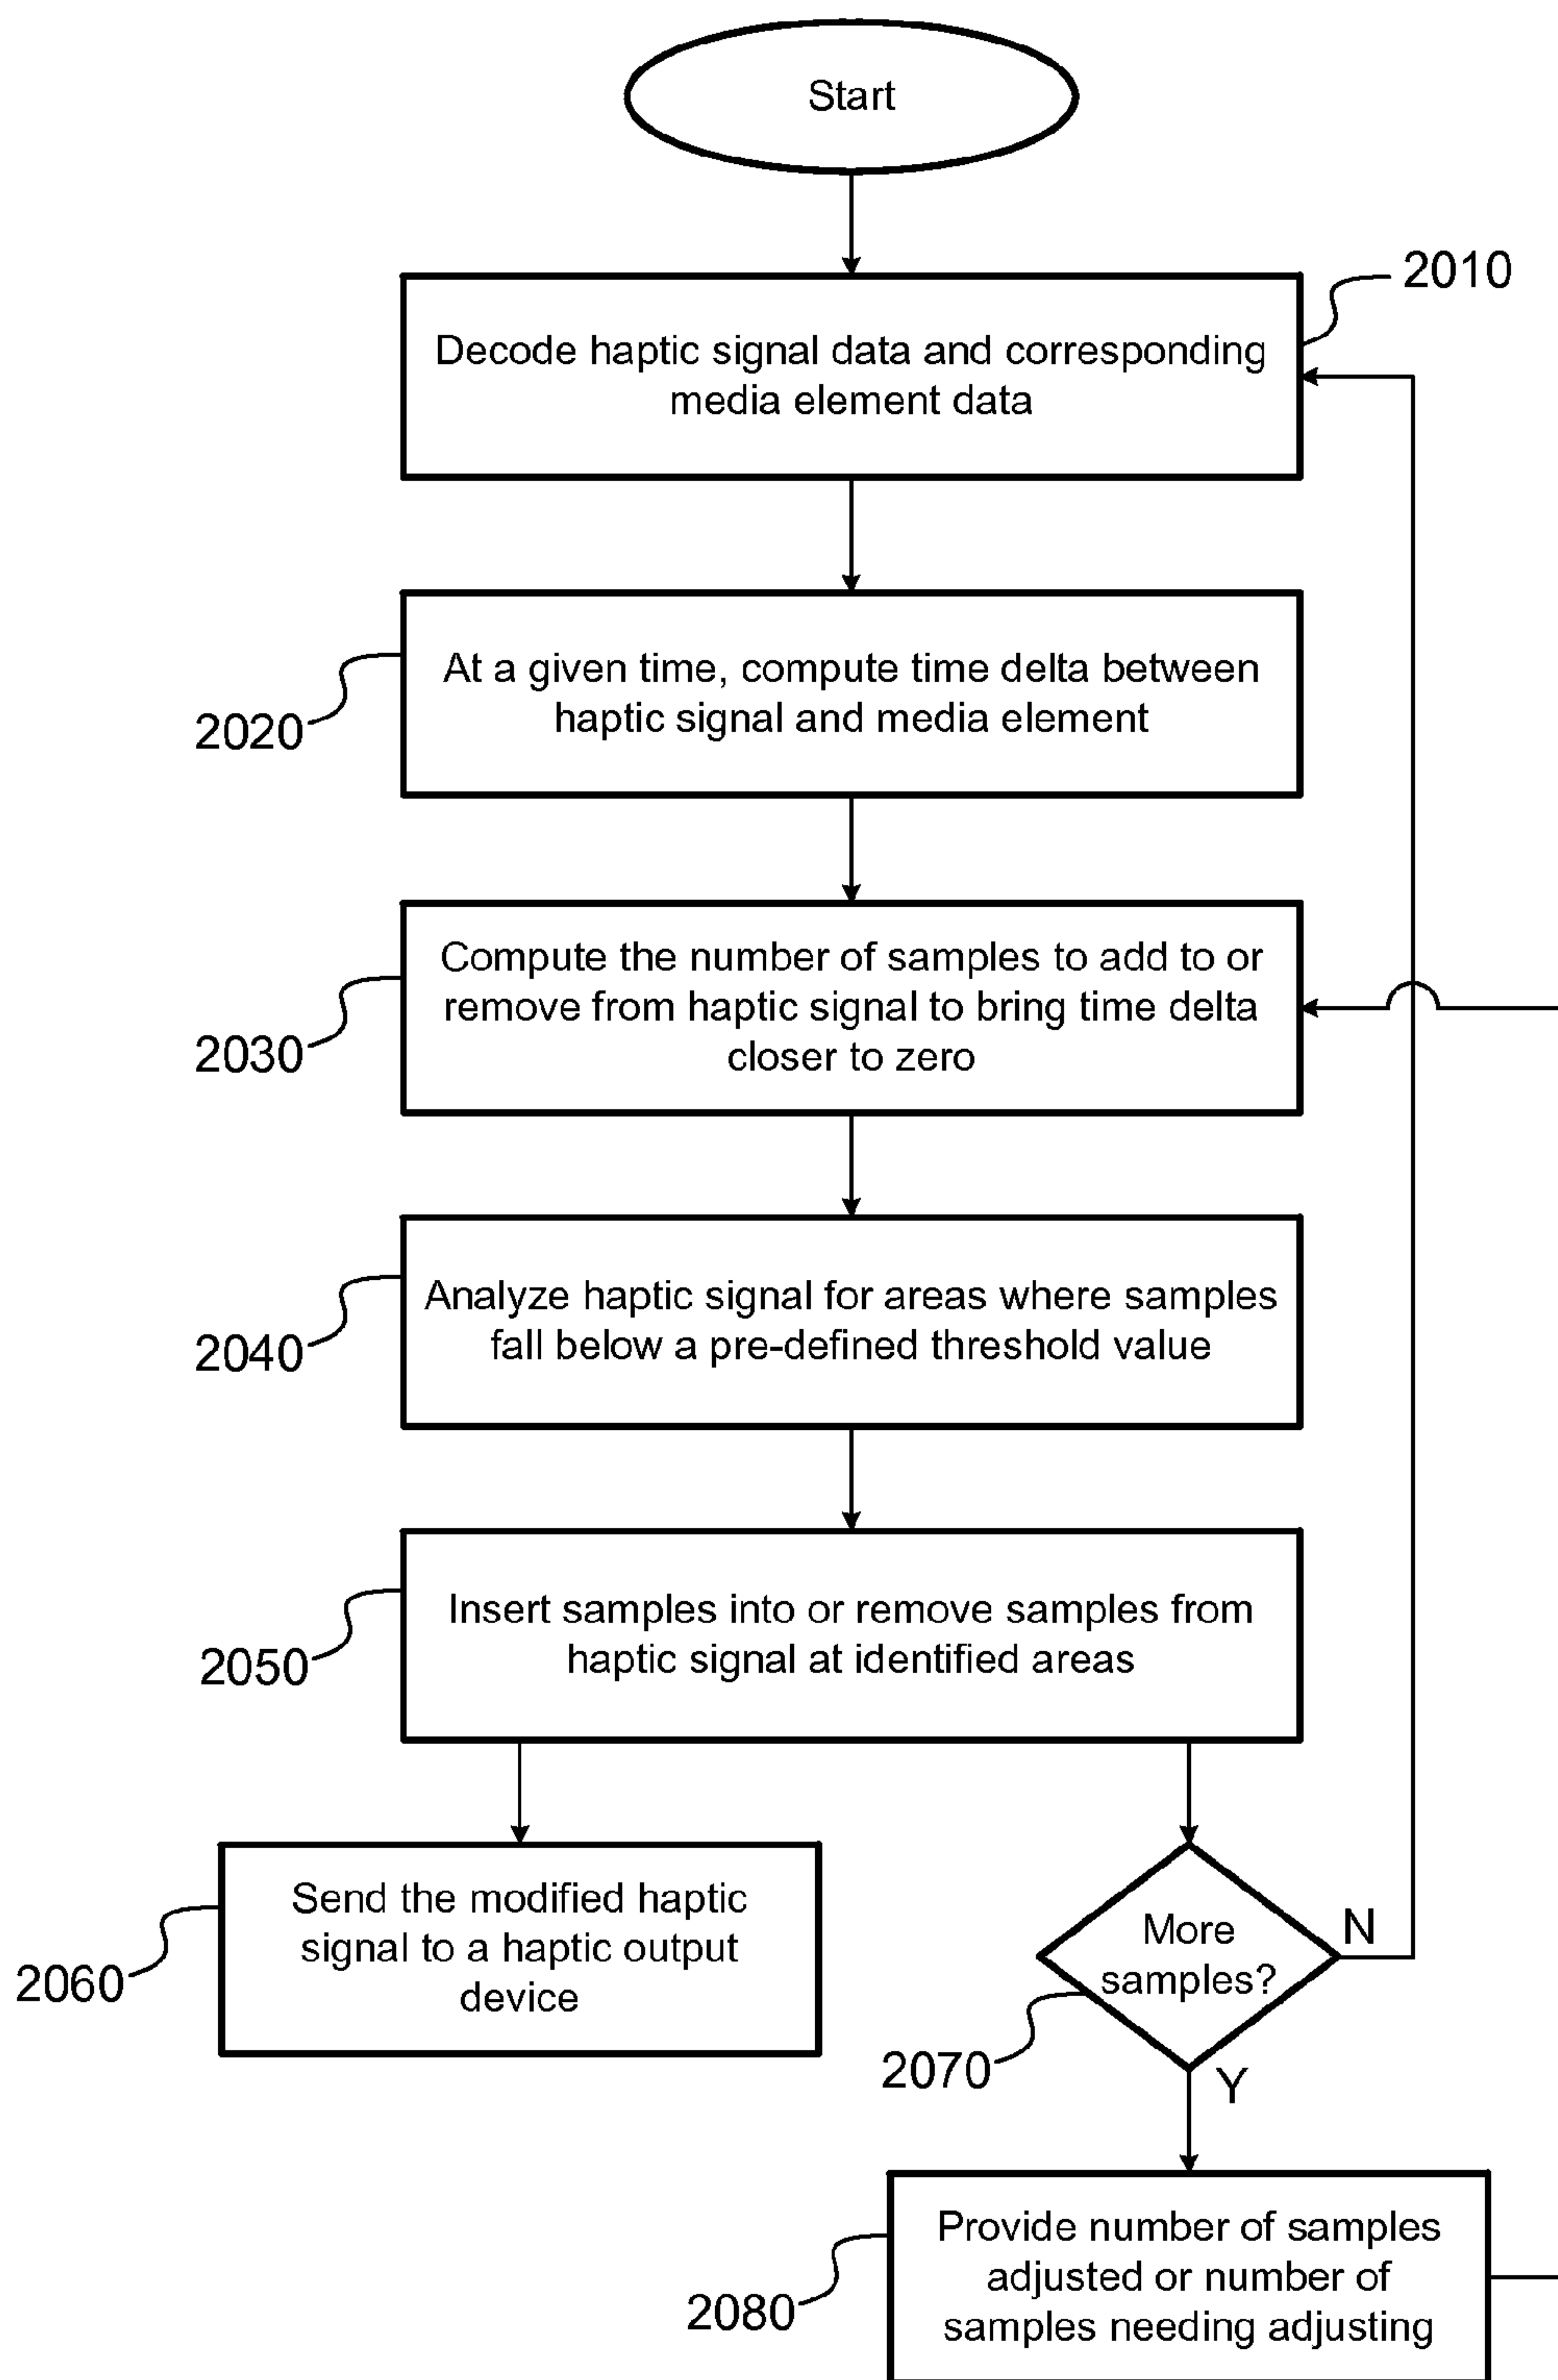 Start
2010
Decode haptic signal data and corresponding
media element data
2020
At a given time, compute time delta between
haptic signal and media element
2030
Compute the number of samples to add to or
remove from haptic signal to bring time delta
closer to zero
2040
Analyze haptic signal for areas where samples
fall below a pre-defined threshold value
2050
Insert samples into or remove samples from
haptic signal at identified areas
2060
Send the modified haptic
signal to a haptic output
device
2070
More
samples?
N
Y
2080
Provide number of samples
adjusted or number of
samples needing adjusting